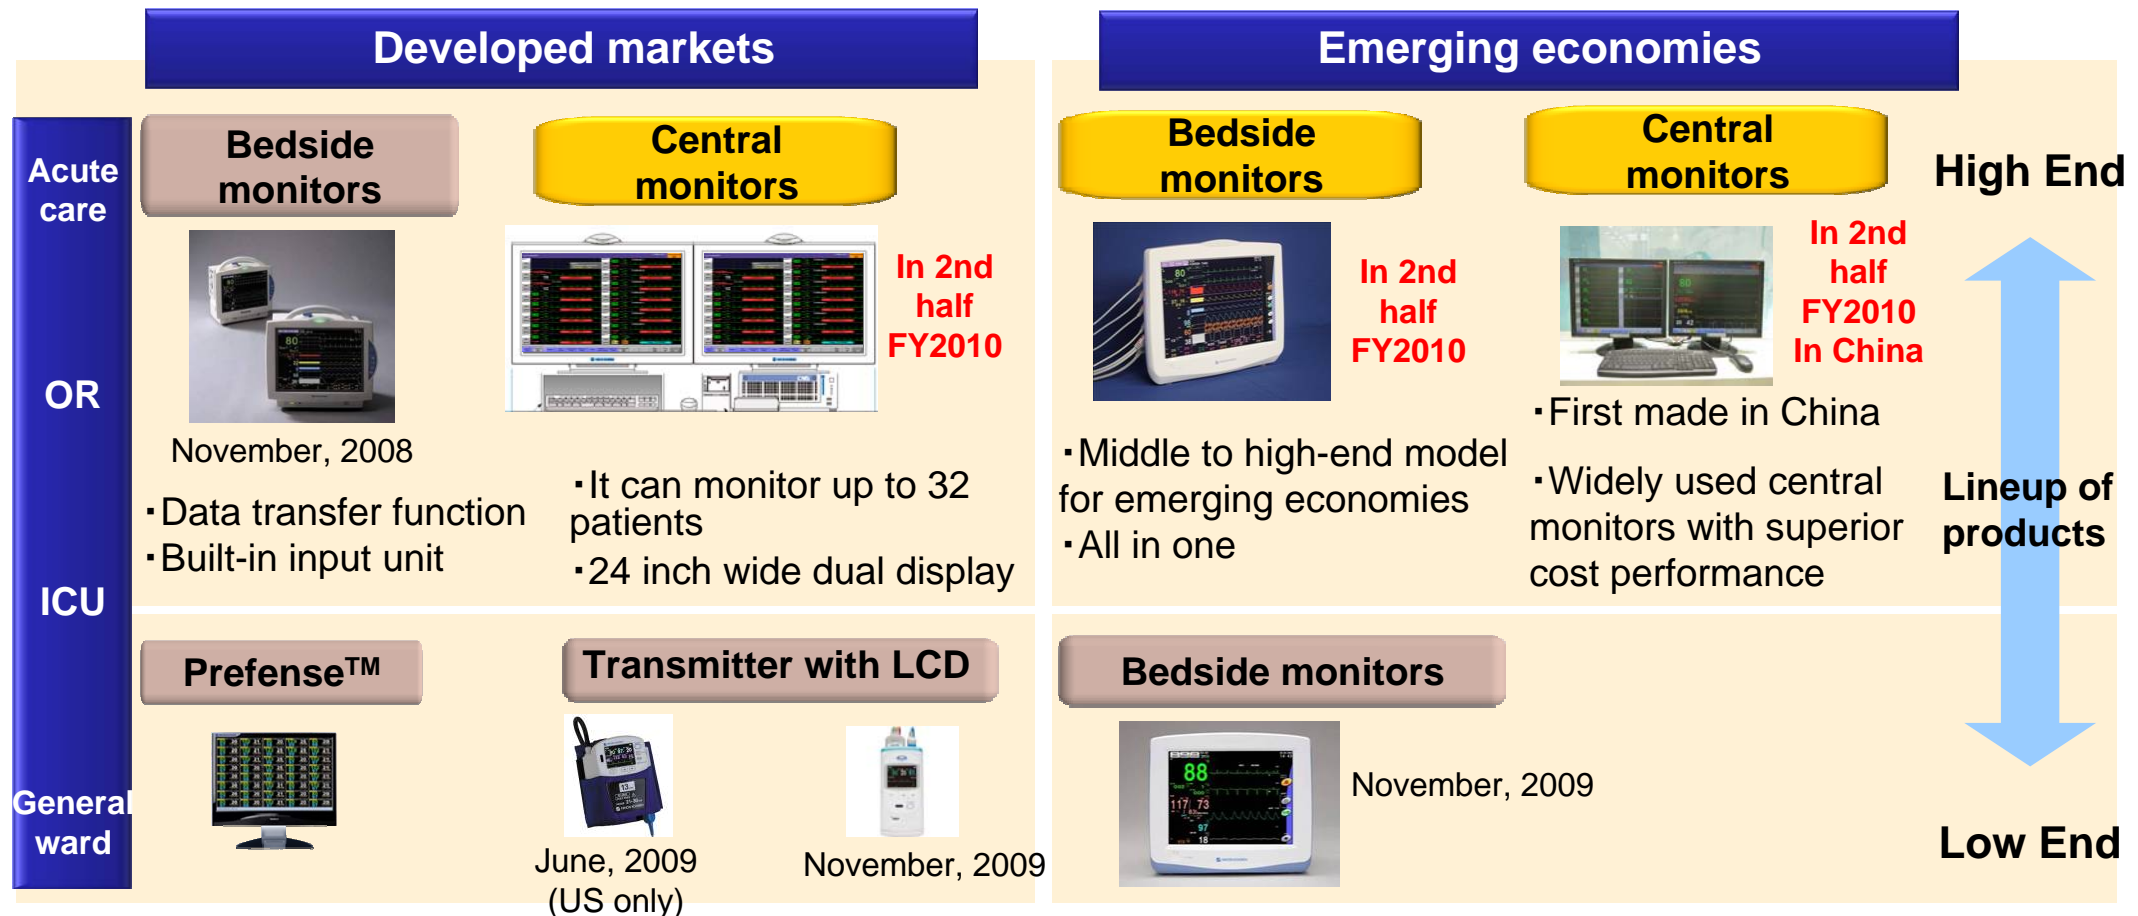 Developed markets
Emerging economies
Acute
care
OR
ICU
General
ward
Bedside
monitors
November, 2008
・Data transfer function
・Built-in input unit
Central
monitors
In 2nd
half
FY2010
・It can monitor up to 32
patients
・24 inch wide dual display
Bedside
monitors
In 2nd
half
FY2010
・Middle to high-end model
for emerging economies
・All in one
Central
monitors
In 2nd
half
FY2010
In China
・First made in China
・Widely used central
monitors with superior
cost performance
High End
Lineup of
products
Low End
Prefense™
Transmitter with LCD
June, 2009
(US only)
November, 2009
Bedside monitors
88
117 73
97
18
November, 2009